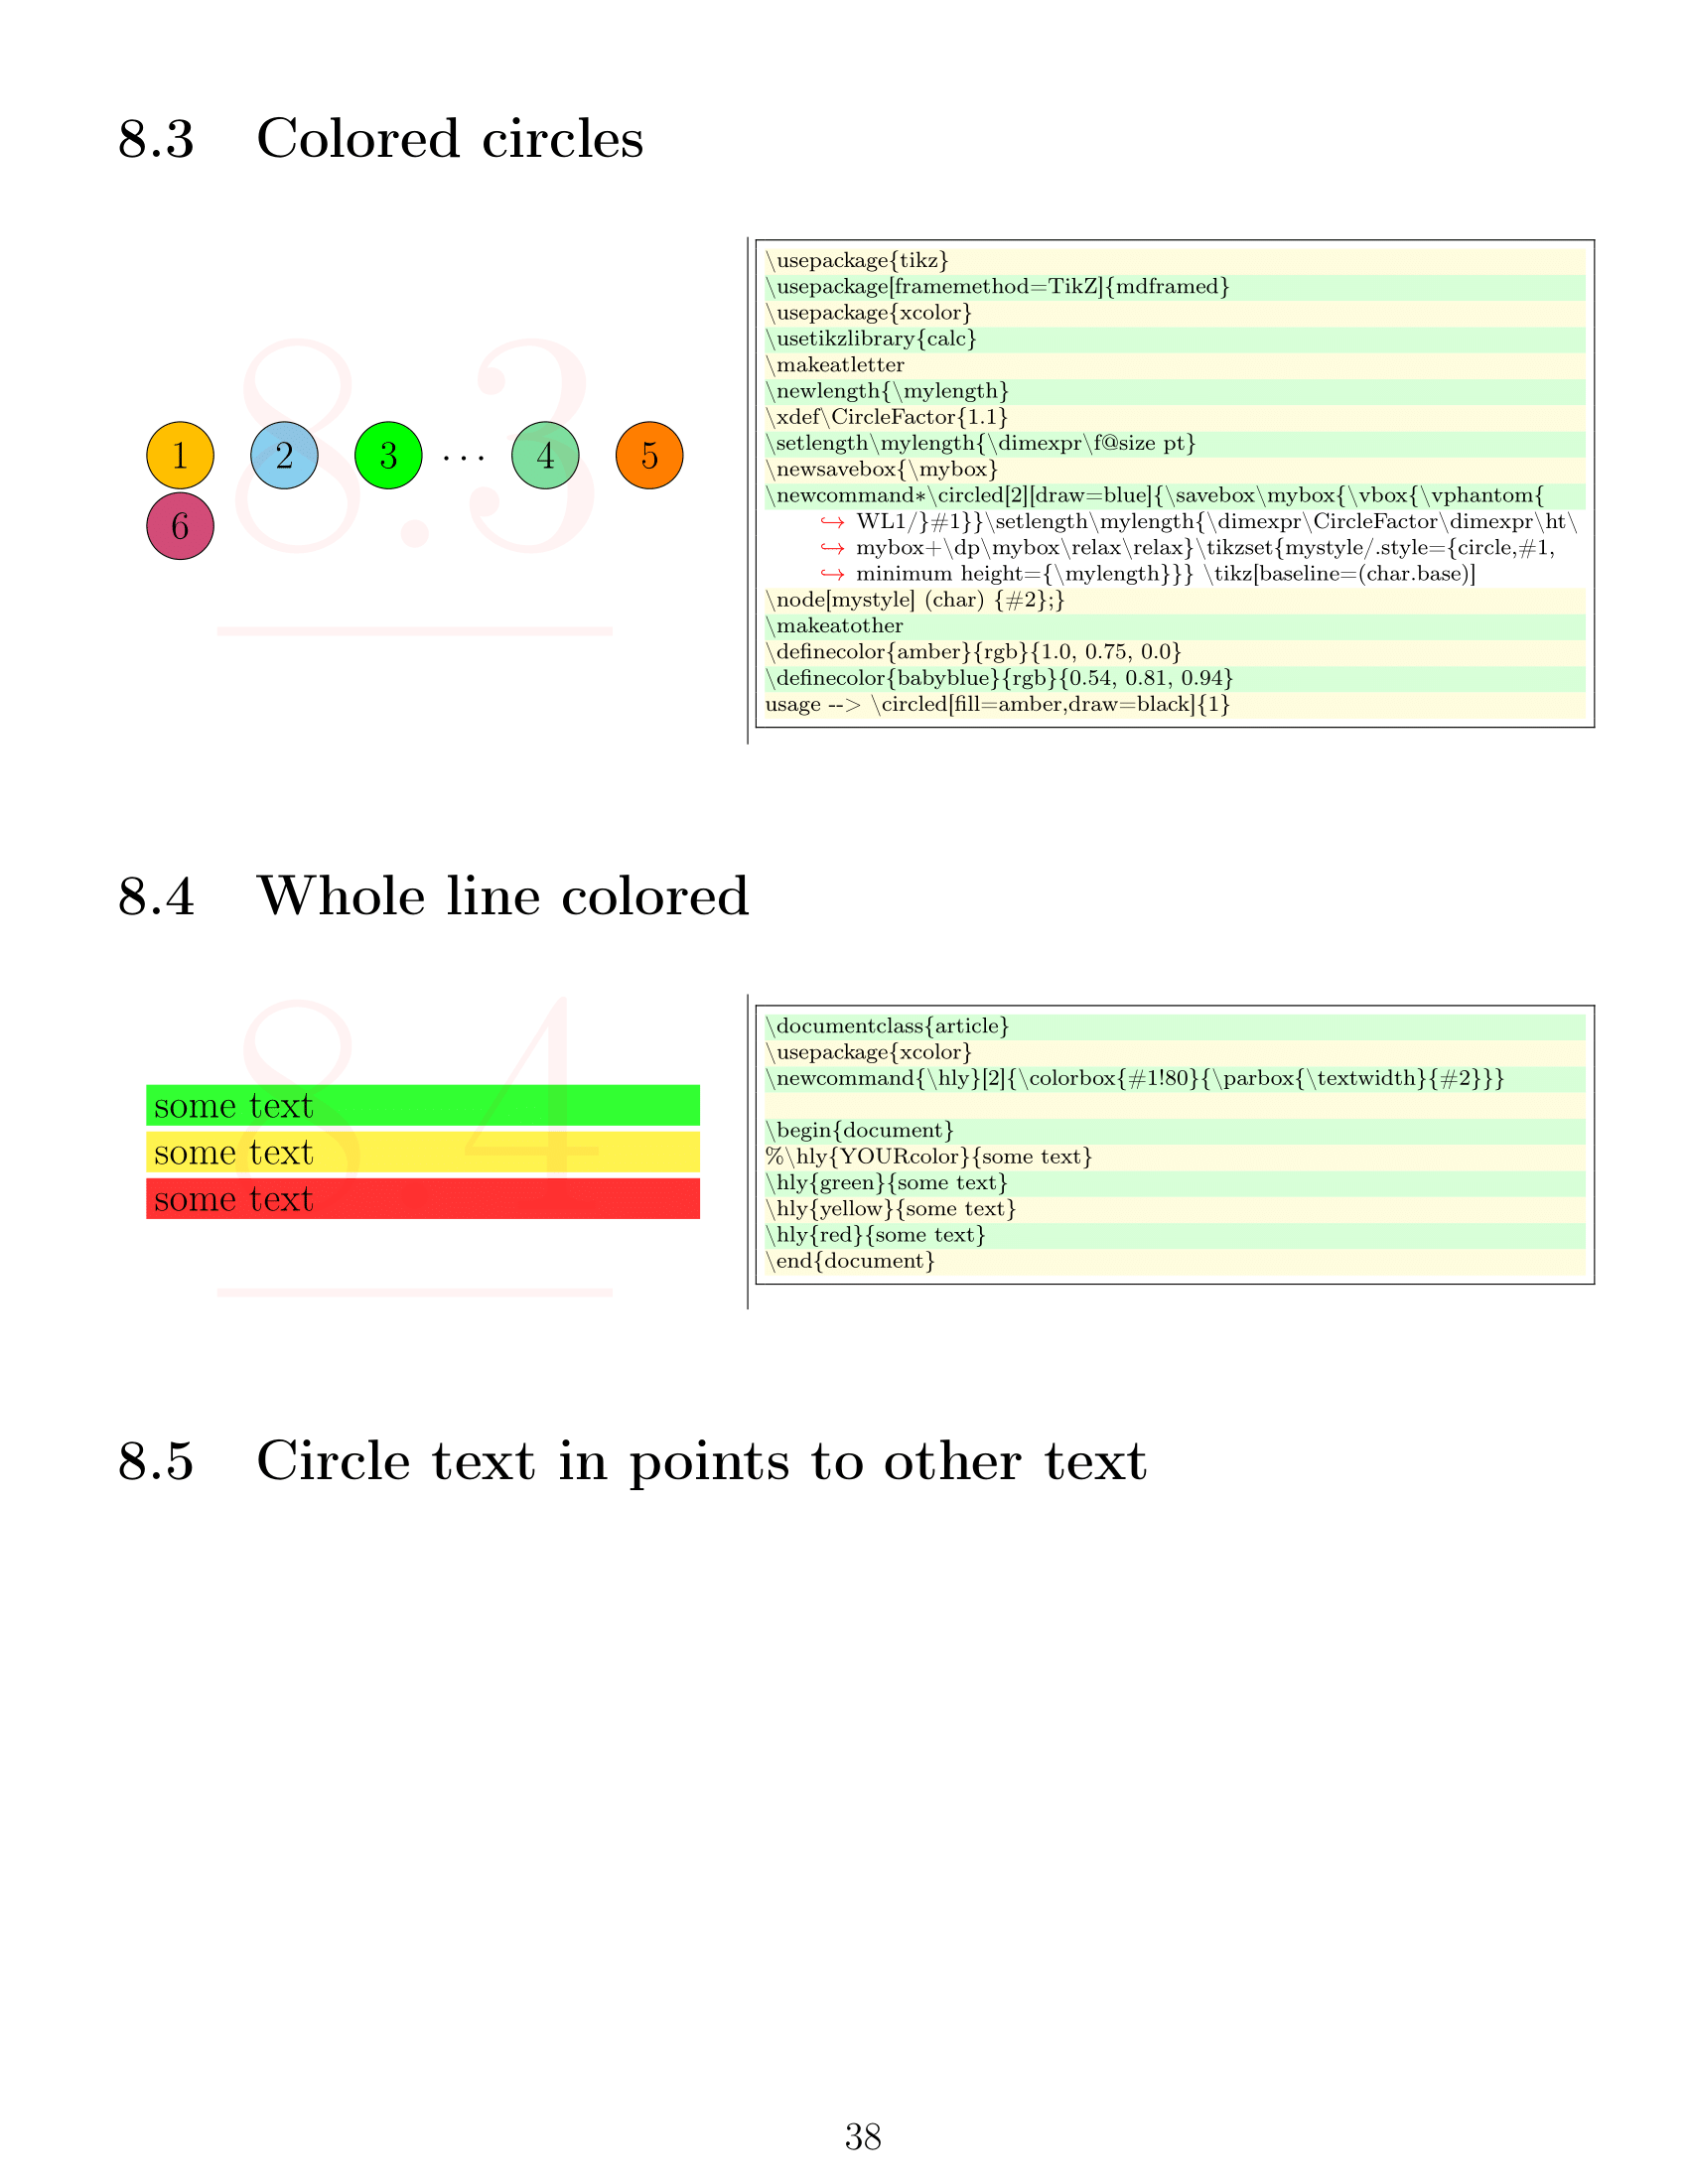 8.3 Colored circles
8.3
1 2 3 ··· 4 5
6
\usepackage{tikz}
\usepackage[framemethod=TikZ]{mdframed}
\usepackage{xcolor}
\usetikzlibrary{calc}
\makeatletter
\newlength{\mylength}
\xdef\CircleFactor{1.1}
\setlength\mylength{\dimexpr\f@size pt}
\newsavebox{\mybox}
\newcommand*\circled[2][draw=blue]{\savebox\mybox{\vbox{\vphantom{
↪ WL1/}#1}}\setlength\mylength{\dimexpr\CircleFactor\dimexpr\ht\
↪ mybox+\dp\mybox\relax\relax}\tikzset{mystyle/.style={circle,#1,
↪ minimum height={\mylength}}} \tikz[baseline=(char.base)]
\node[mystyle] (char) {#2};}
\makeatother
\definecolor{amber}{rgb}{1.0, 0.75, 0.0}
\definecolor{babyblue}{rgb}{0.54, 0.81, 0.94}
usage --> \circled[fill=amber,draw=black]{1}
8.4 Whole line colored
8.4
some text
some text
some text
\documentclass{article}
\usepackage{xcolor}
\newcommand{\hly}[2]{\colorbox{#1!80}{\parbox{\textwidth}{#2}}}
\begin{document}
%\hly{YOURcolor}{some text}
\hly{green}{some text}
\hly{yellow}{some text}
\hly{red}{some text}
\end{document}
8.5 Circle text in points to other text
38